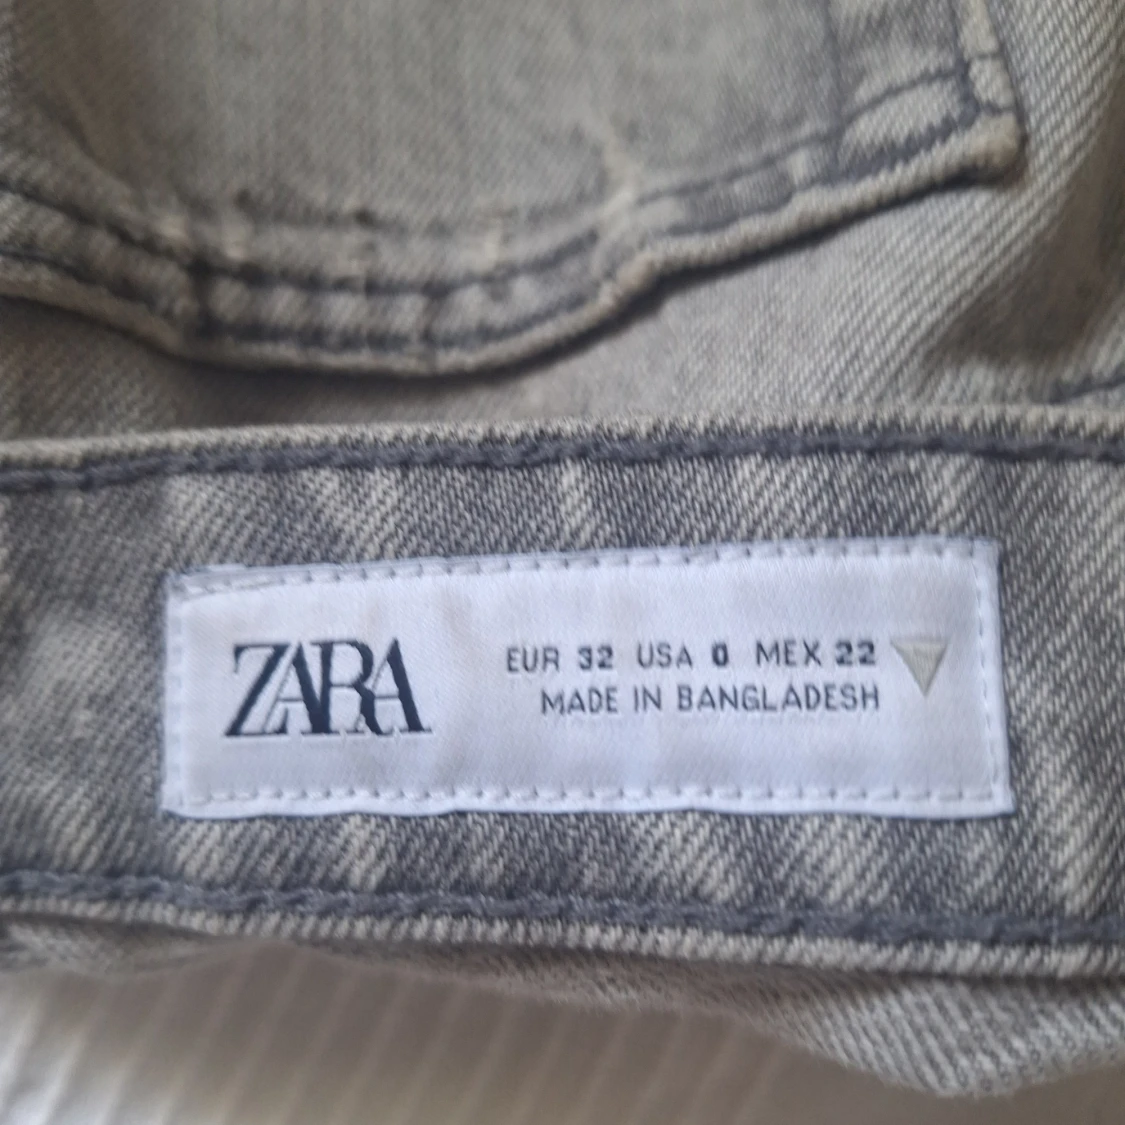 ZARA
EUR 32 USA 0 MEX 22
MADE IN BANGLADESH